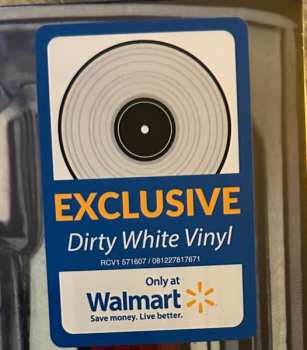 EXCLUSIVE
Dirty White Vinyl
RCV1 571607 / 081227817671
Only at
Walmart
Save money. Live better.